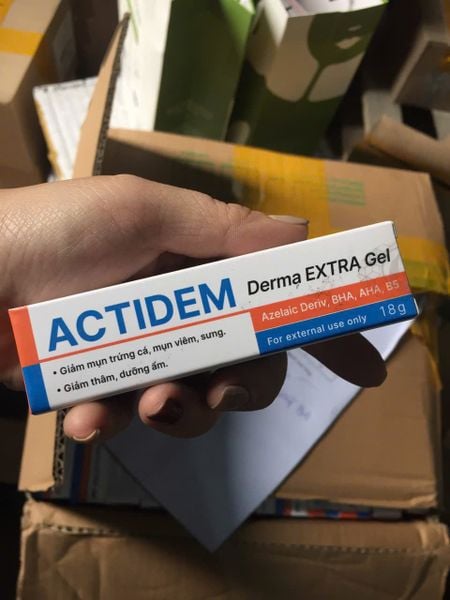 ACTIDEM
Derma EXTRA Gel
Azelaic Deriv, BHA, AHA, B5
For external use only 18g
• Giảm mụn trứng cá, mụn viêm, sưng.
• Giảm thâm, dưỡng ẩm.